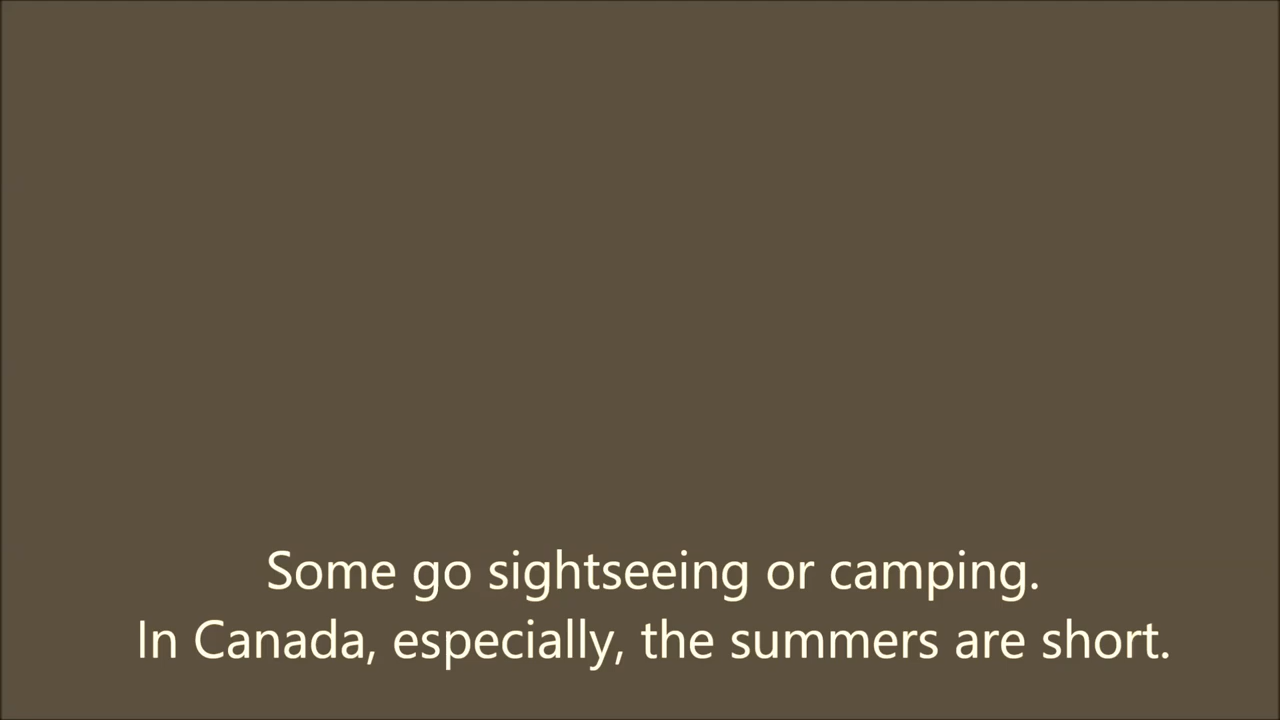 Some go sightseeing or camping.
In Canada, especially, the summers are short.